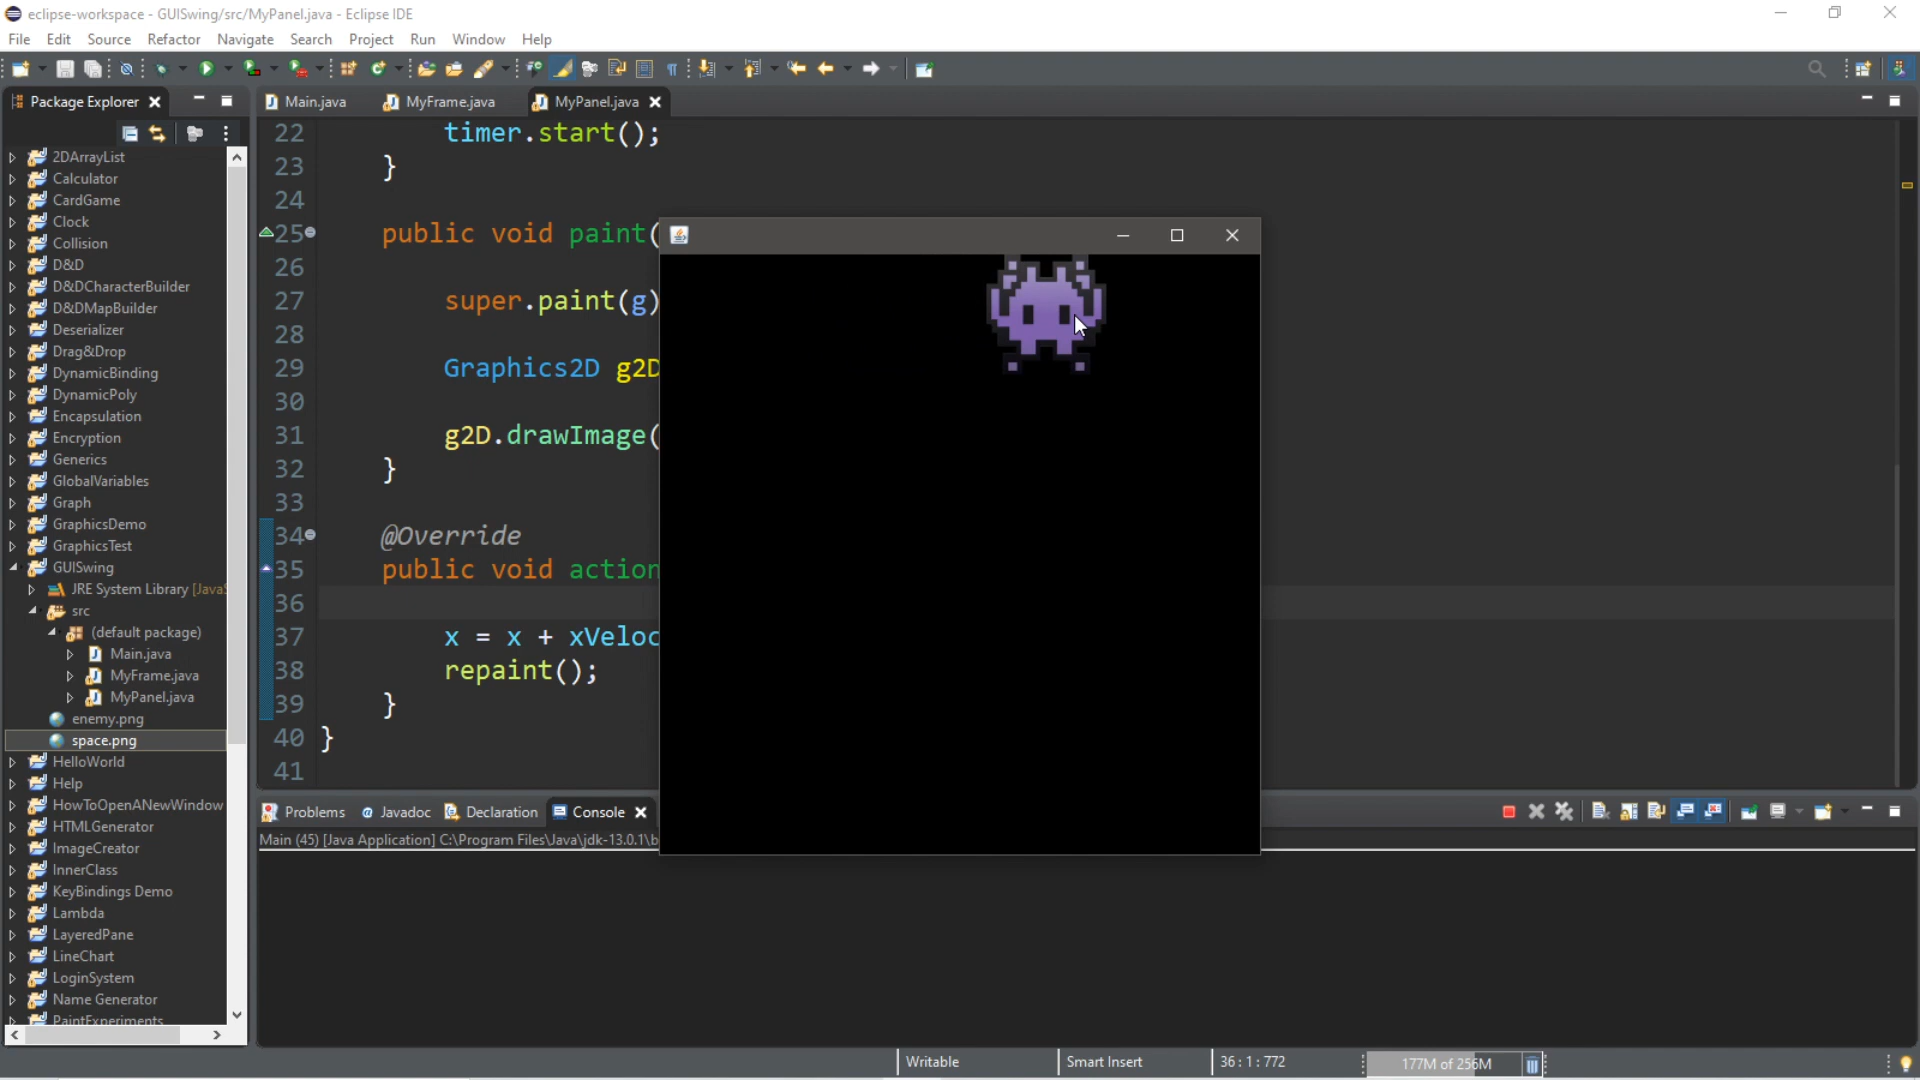 eclipse-workspace - GUISwing/src/MyPanel.java - Eclipse IDE
File Edit Source Refactor Navigate Search Project Run Window Help
Package Explorer
Main.java MyFrame.java MyPanel.java
2DArrayList
Calculator
CardGame
Clock
Collision
D&D
D&DCharacterBuilder
D&DMapBuilder
Deserializer
Drag&Drop
DynamicBinding
DynamicPoly
Encapsulation
Encryption
Generics
GlobalVariables
Graph
GraphicsDemo
GraphicsTest
GUISwing
JRE System Library [JavaS
src
(default package)
Main.java
MyFrame.java
MyPanel.java
enemy.png
space.png
HelloWorld
Help
HowToOpenANewWindow
HTMLGenerator
ImageCreator
InnerClass
KeyBindings Demo
Lambda
LayeredPane
LineChart
LoginSystem
Name Generator
PaintExperiments
22 timer.start();
23 }
24
25 public void paint(
26
27 super.paint(g)
28
29 Graphics2D g2D
30
31 g2D.drawImage(
32 }
33
34 @Override
35 public void action
36
37 x = x + xVeloc
38 repaint();
39 }
40 }
41
Problems Javadoc Declaration Console
Main (45) [Java Application] C:\Program Files\Java\jdk-13.0.1\b
Writable Smart Insert 36 : 1 : 772 177M of 256M